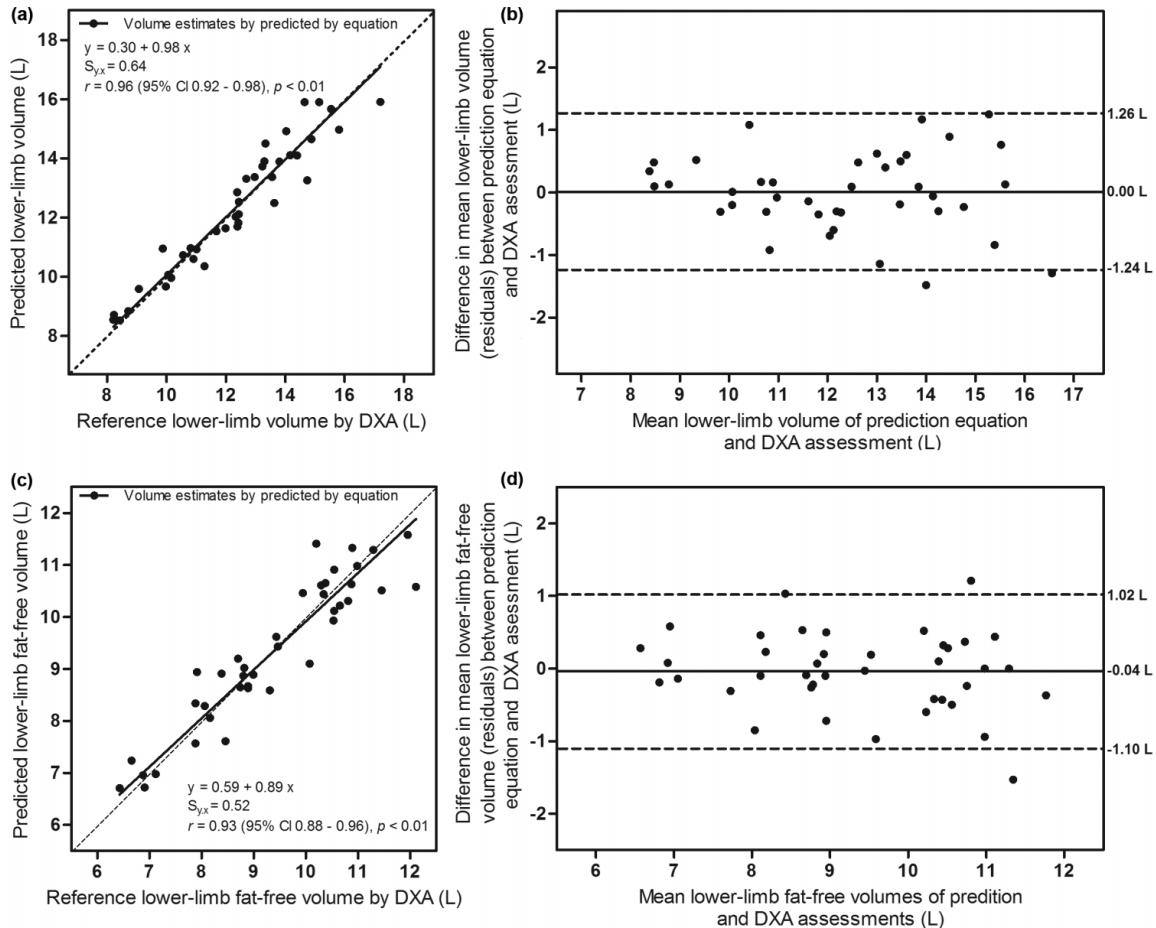 (a)
Volume estimates by predicted by equation
y = 0.30 + 0.98 x
Sy.x = 0.64
r = 0.96 (95% CI 0.92 - 0.98), p < 0.01
Predicted lower-limb volume (L)
18
16
14
12
10
8
8 10 12 14 16 18
Reference lower-limb volume by DXA (L)
(b)
Difference in mean lower-limb volume
(residuals) between prediction equation
and DXA assessment (L)
2
1
0
-1
-2
1.26 L
0.00 L
-1.24 L
7 8 9 10 11 12 13 14 15 16 17
Mean lower-limb volume of prediction equation
and DXA assessment (L)
(c)
Volume estimates by predicted by equation
Predicted lower-limb fat-free volume (L)
12
11
10
9
8
7
6
y = 0.59 + 0.89 x
Sy.x = 0.52
r = 0.93 (95% CI 0.88 - 0.96), p < 0.01
6 7 8 9 10 11 12
Reference lower-limb fat-free volume by DXA (L)
(d)
Difference in mean lower-limb fat-free
volume (residuals) between prediction
equation and DXA asessment (L)
2
1
0
-1
-2
1.02 L
-0.04 L
-1.10 L
6 7 8 9 10 11 12
Mean lower-limb fat-free volumes of predition
and DXA assessments (L)